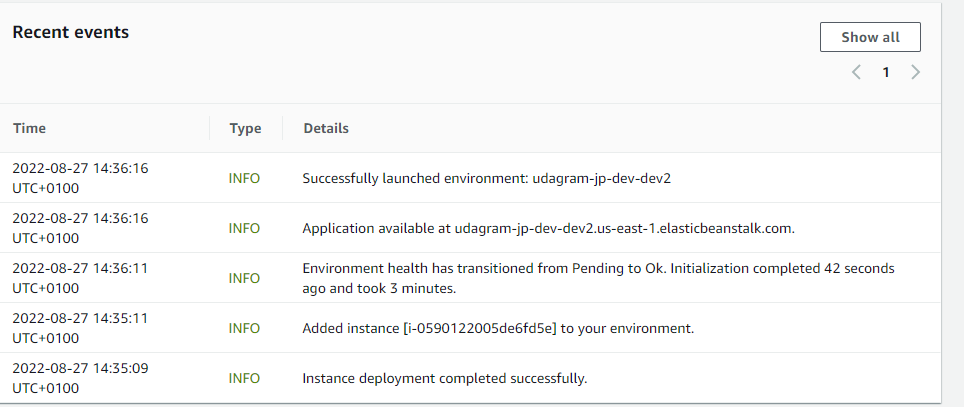 Recent events
Show all
1
Time Type Details
2022-08-27 14:36:16
UTC+0100
INFO
Successfully launched environment: udagram-jp-dev-dev2
2022-08-27 14:36:16
UTC+0100
INFO
Application available at udagram-jp-dev-dev2.us-east-1.elasticbeanstalk.com.
2022-08-27 14:36:11
UTC+0100
INFO
Environment health has transitioned from Pending to Ok. Initialization completed 42 seconds
ago and took 3 minutes.
2022-08-27 14:35:11
UTC+0100
INFO
Added instance [i-0590122005de6fd5e] to your environment.
2022-08-27 14:35:09
UTC+0100
INFO
Instance deployment completed successfully.